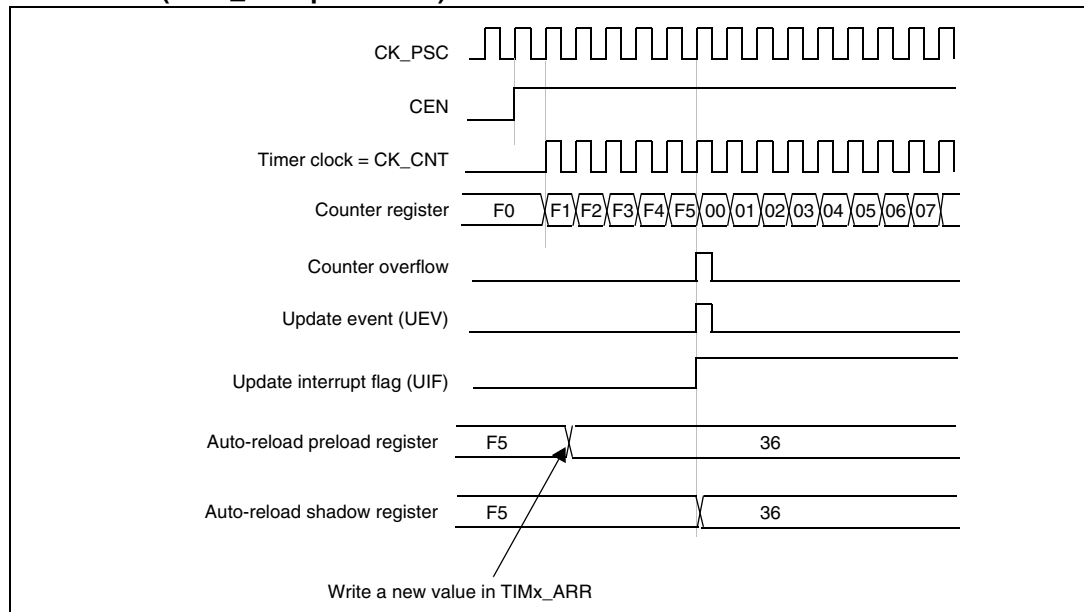 CK_PSC
CEN
Timer clock = CK_CNT
Counter register F0 F1 F2 F3 F4 F5 00 01 02 03 04 05 06 07
Counter overflow
Update event (UEV)
Update interrupt flag (UIF)
Auto-reload preload register F5 36
Auto-reload shadow register F5 36
Write a new value in TIMx_ARR